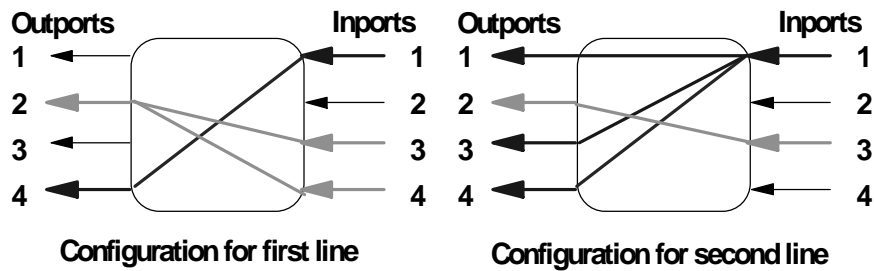 Outports Inports Outports Inports
1 1 1 1
2 2 2 2
3 3 3 3
4 4 4 4
Configuration for first line Configuration for second line